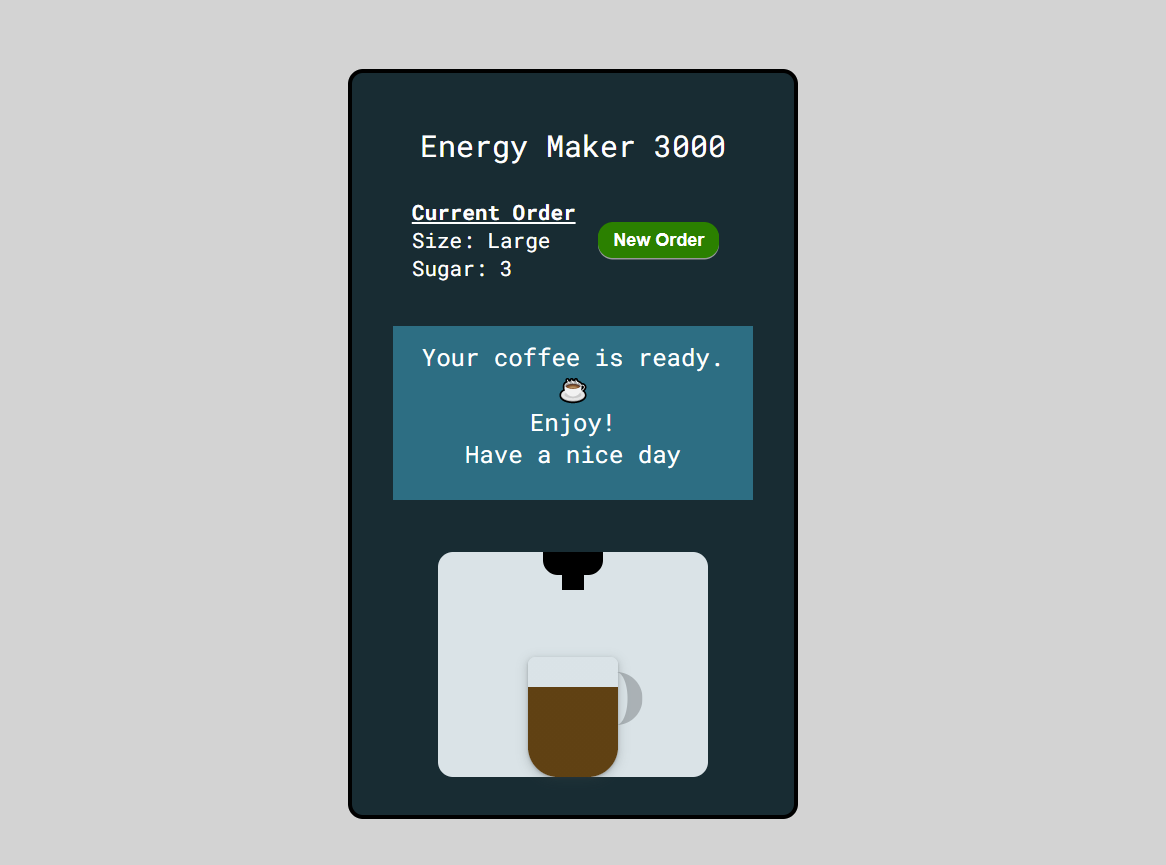 Energy Maker 3000
Current Order
Size: Large
Sugar: 3
New Order
Your coffee is ready.
☕
Enjoy!
Have a nice day